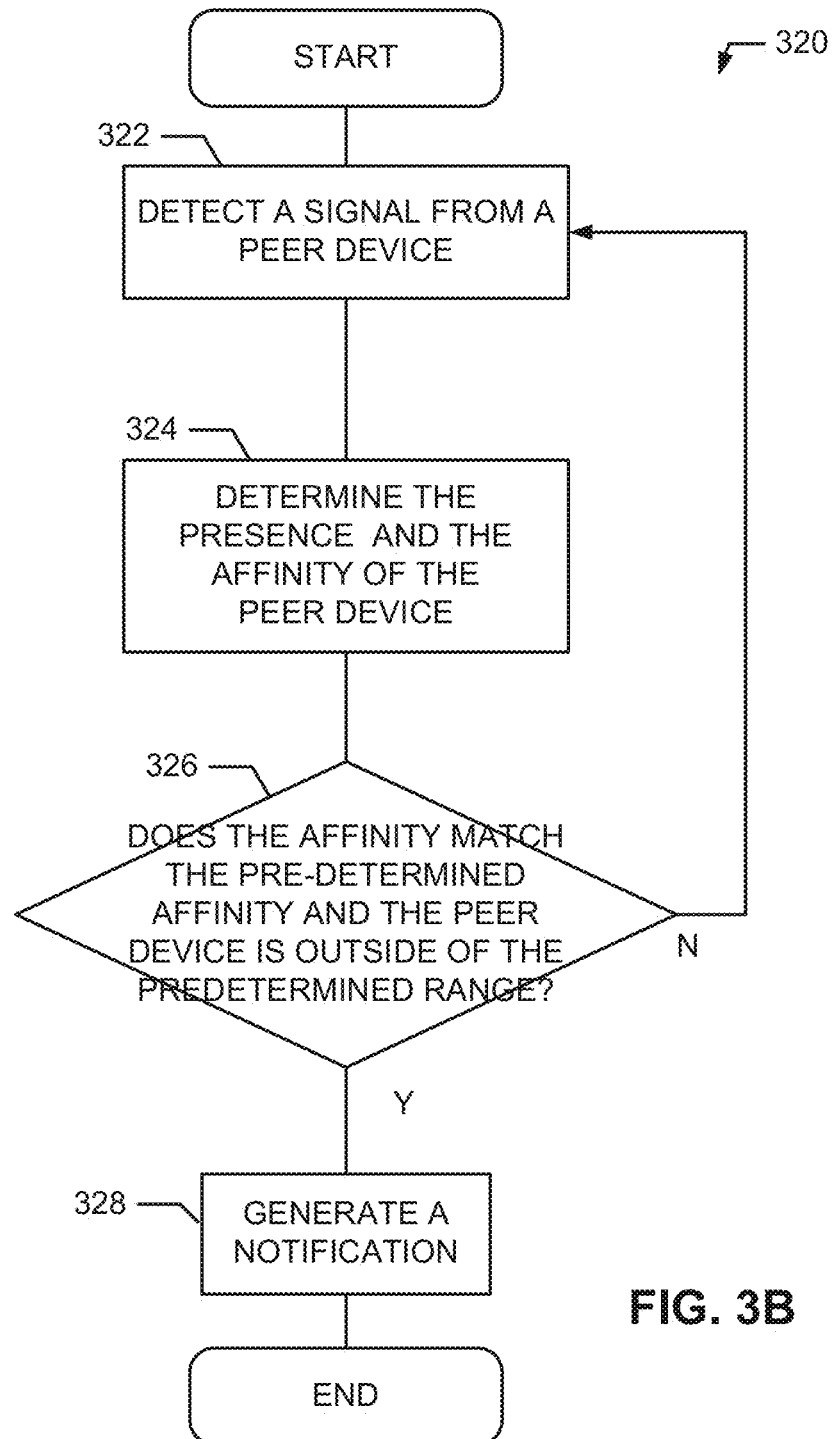 START
320
322
DETECT A SIGNAL FROM A
PEER DEVICE
324
DETERMINE THE
PRESENCE AND THE
AFFINITY OF THE
PEER DEVICE
326
DOES THE AFFINITY MATCH
THE PRE-DETERMINED
AFFINITY AND THE PEER
DEVICE IS OUTSIDE OF THE
PREDETERMINED RANGE?
N
Y
328
GENERATE A
NOTIFICATION
FIG. 3B
END